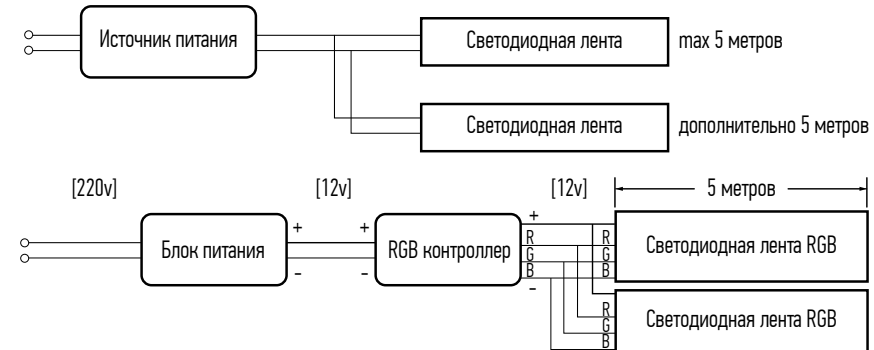 Источник питания
Светодиодная лента
max 5 метров
Светодиодная лента
дополнительно 5 метров
[220v]
[12v]
[12v]
5 метров
Блок питания
+
-
+
-
RGB контроллер
+
R
G
B
-
R
G
B
Светодиодная лента RGB
R
G
B
Светодиодная лента RGB